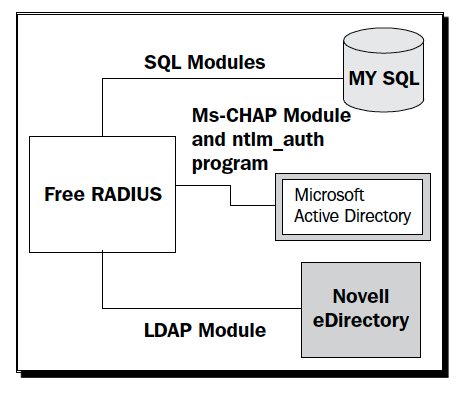 SQL Modules
MY SQL
Ms-CHAP Module
and ntlm_auth
program
Free RADIUS
Microsoft
Active Directory
Novell
eDirectory
LDAP Module